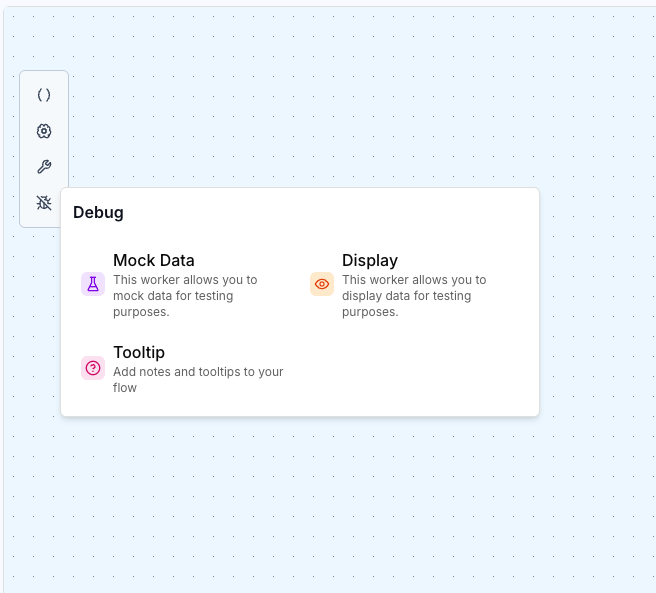 Debug
Mock Data
This worker allows you to
mock data for testing
purposes.
Display
This worker allows you to
display data for testing
purposes.
Tooltip
Add notes and tooltips to your
flow